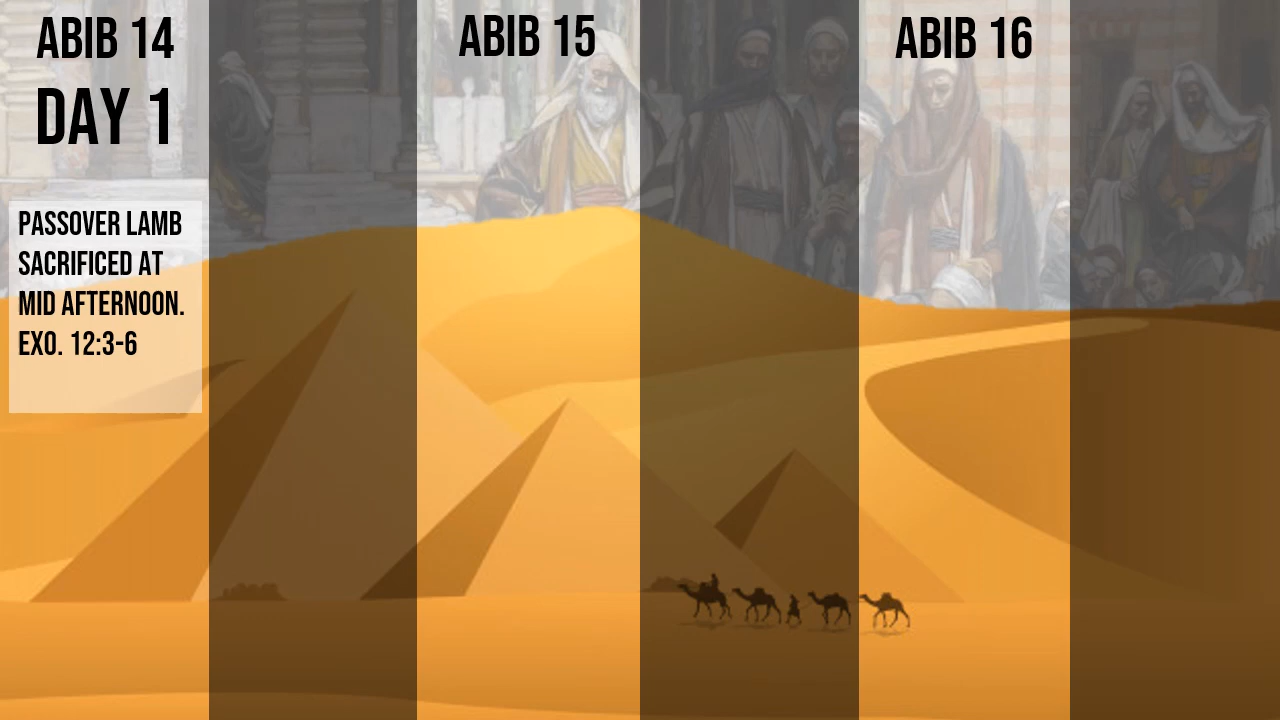 ABIB 14
ABIB 15
ABIB 16
DAY 1
PASSOVER LAMB
SACRIFICED AT
MID AFTERNOON.
EXO. 12:3-6